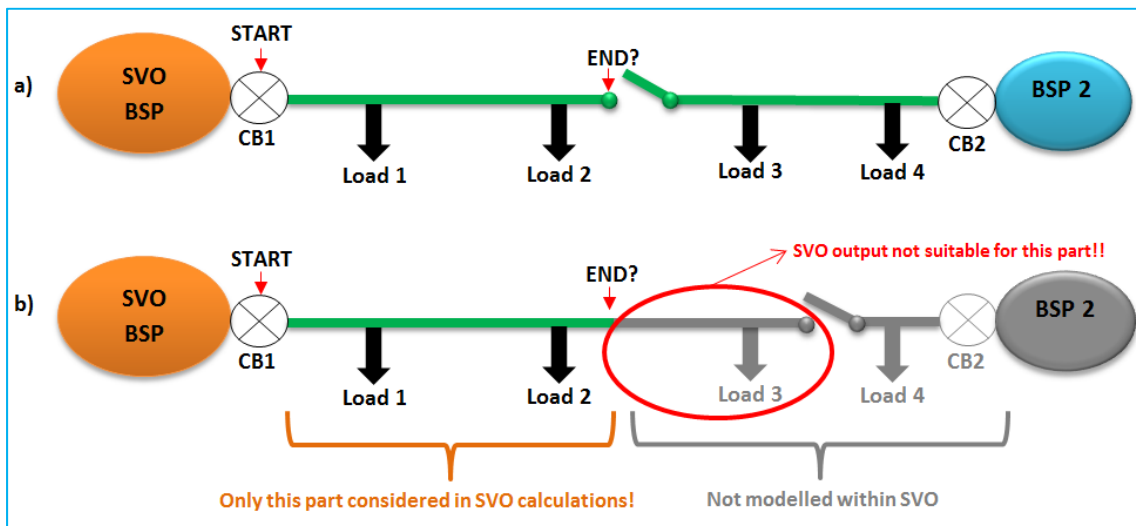 START
END?
a)
SVO
BSP
BSP 2
CB1
CB2
Load 1
Load 2
Load 3
Load 4
SVO output not suitable for this part!!
START
END?
b)
SVO
BSP
BSP 2
CB1
CB2
Load 1
Load 2
Load 3
Load 4
Only this part considered in SVO calculations!
Not modelled within SVO